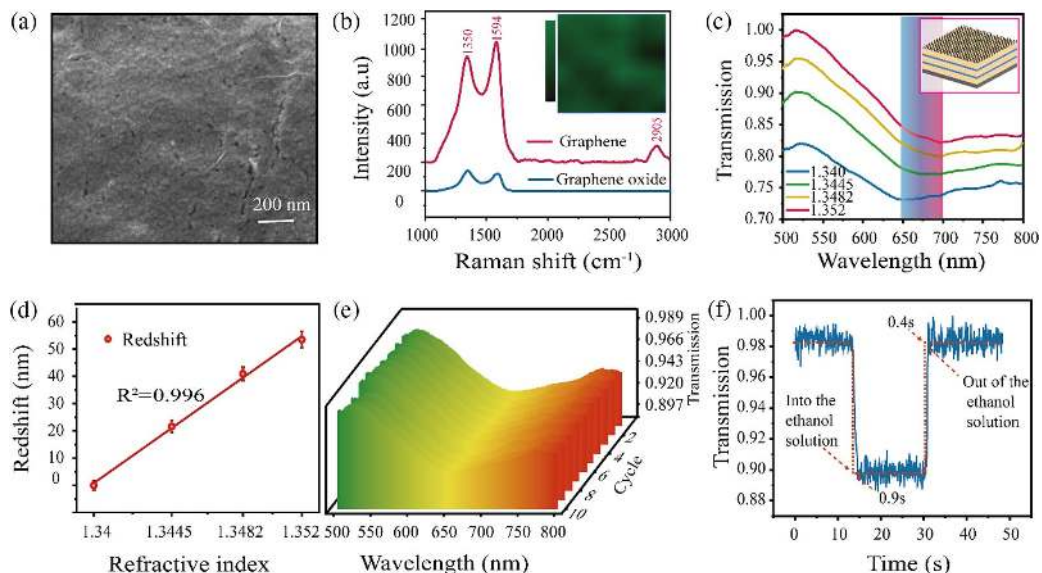 (a)
200 nm
(b)
1200
1000
800
600
400
200
0
Intensity (a.u)
1350
1594
2905
Graphene
Graphene oxide
1000
1500
2000
2500
3000
Raman shift (cm⁻¹)
(c)
1.00
0.95
0.90
0.85
0.80
0.75
0.70
Transmission
1.340
1.3445
1.3482
1.352
500
550
600
650
700
750
800
Wavelength (nm)
(d)
60
50
40
30
20
10
0
Redshift (nm)
Redshift
R²=0.996
1.34
1.3445
1.3482
1.352
Refractive index
(e)
0.989
0.966
0.943
0.920
0.897
Transmission
2
4
6
8
10
Cycle
500
550
600
650
700
750
800
Wavelength (nm)
(f)
1.00
0.98
0.96
0.94
0.92
0.90
0.88
Transmission
0.4s
Into the
ethanol
solution
Out of the
ethanol
solution
0.9s
0
10
20
30
40
50
Time (s)